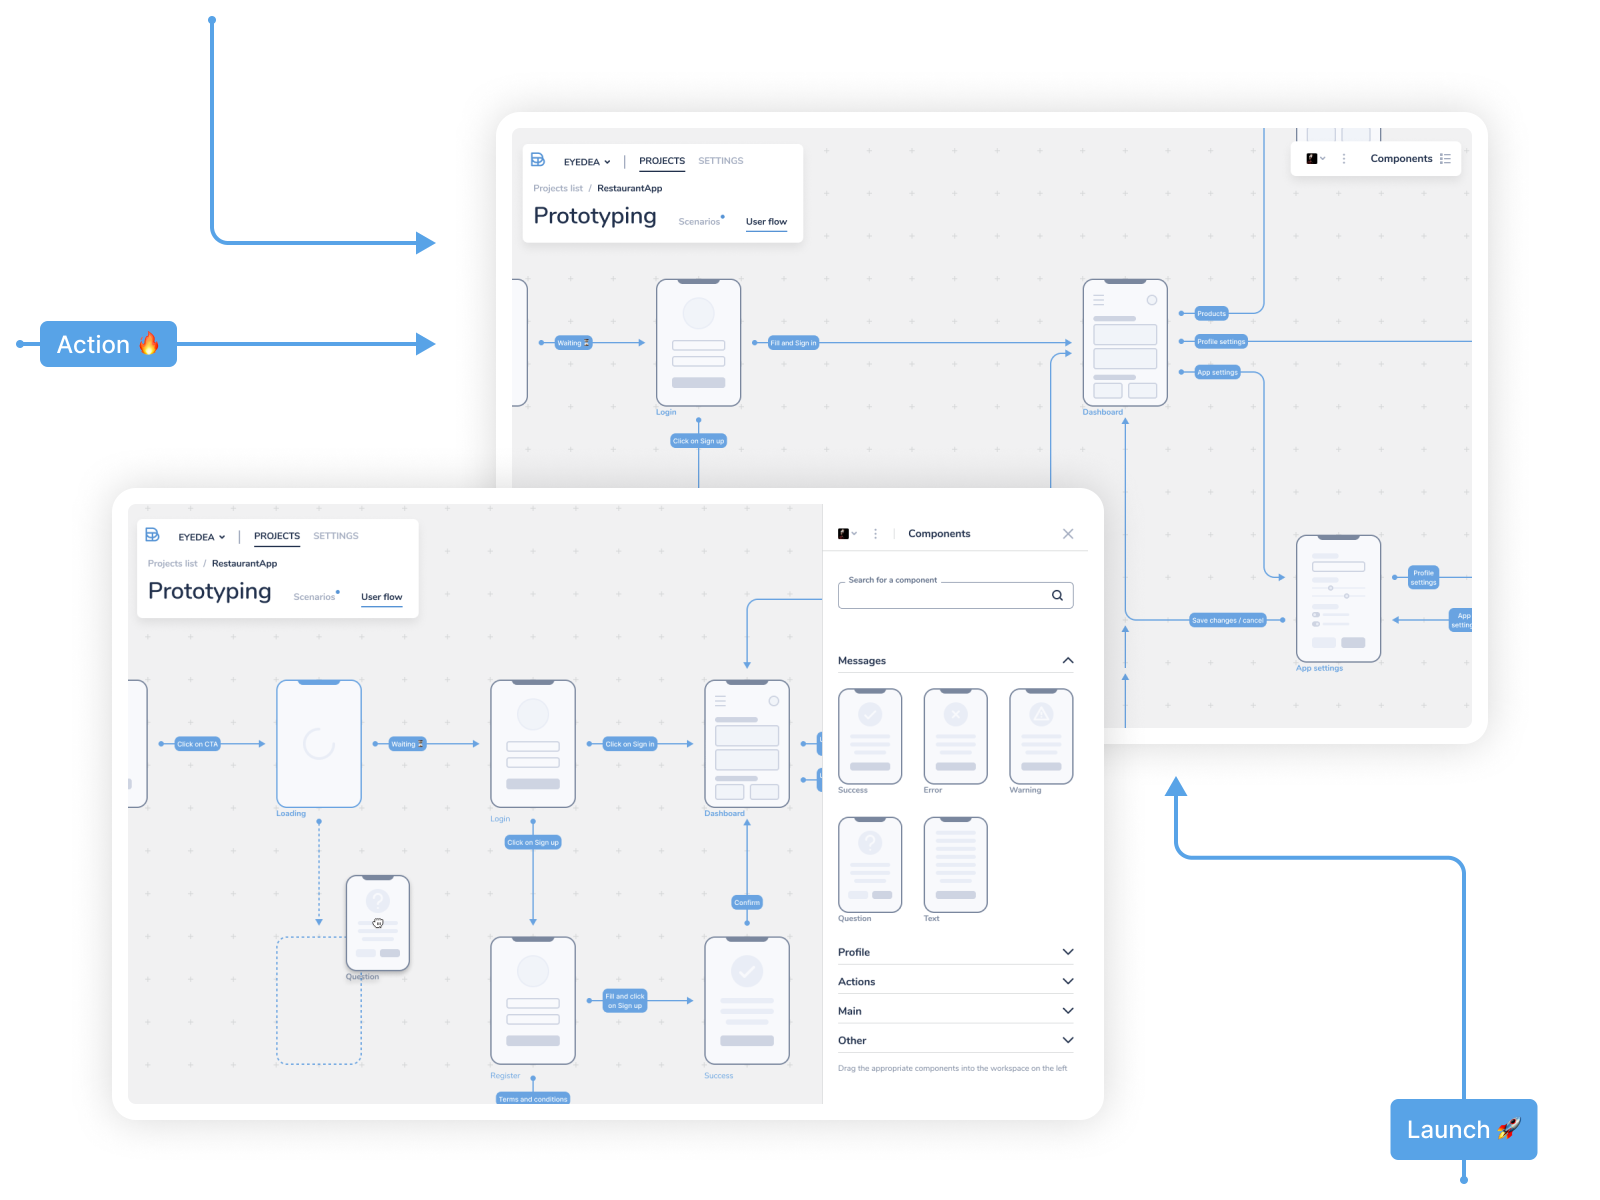 Action 🔥
EYEDEA
PROJECTS
SETTINGS
Projects list / RestaurantApp
Prototyping
Scenarios
User flow
Components
Waiting ⏳
Login
Fill and Sign in
Click on Sign up
Dashboard
Products
Profile settings
App settings
Save changes / cancel
App settings
Profile
settings
App
EYEDEA
PROJECTS
SETTINGS
Projects list / RestaurantApp
Prototyping
Scenarios
User flow
Click on CTA
Loading
Waiting ⏳
Login
Click on Sign in
Dashboard
Click on Sign up
Question
Confirm
Register
Fill and click
on Sign up
Success
Terms and conditions
Components
Search for a component
Messages
Success
Error
Warning
Question
Text
Profile
Actions
Main
Other
Drag the appropriate components into the workspace on the left
Launch 🚀